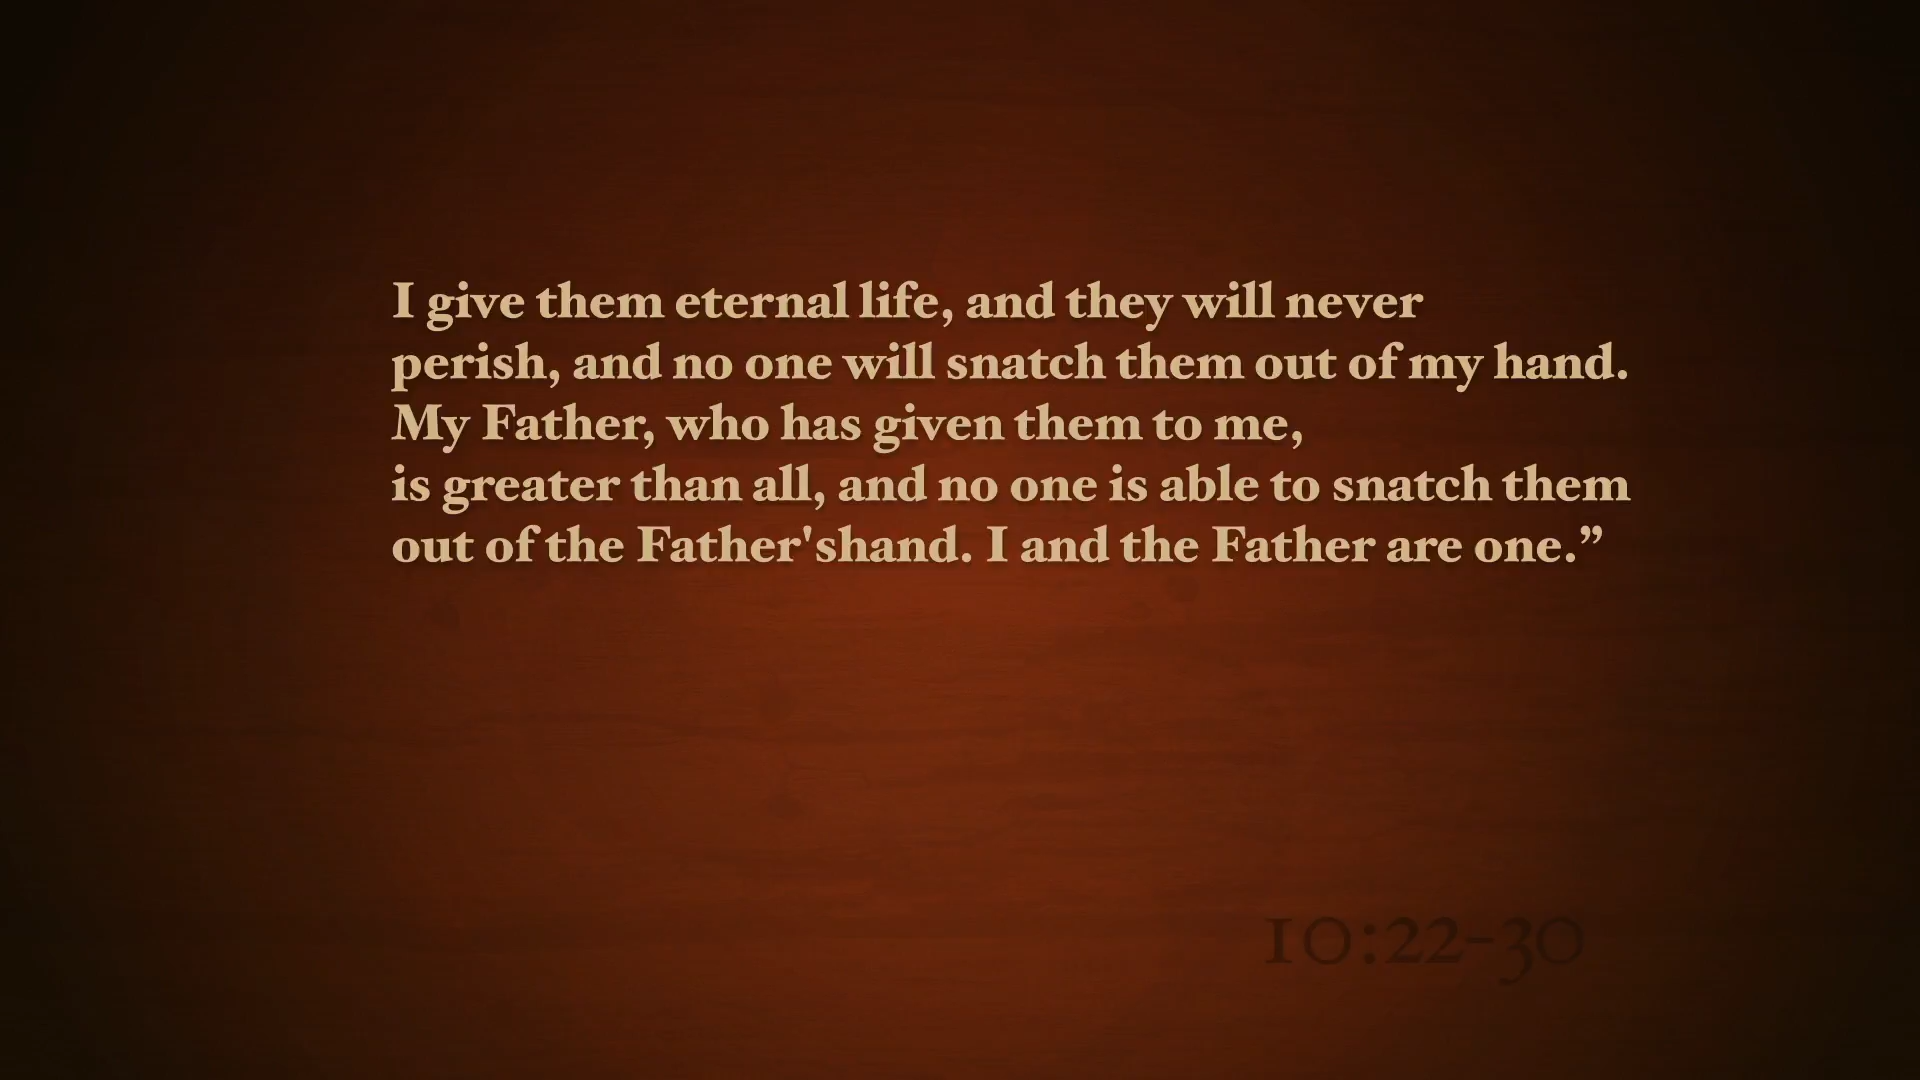 I give them eternal life, and they will never
perish, and no one will snatch them out of my hand.
My Father, who has given them to me,
is greater than all, and no one is able to snatch them
out of the Father'shand. I and the Father are one.”
10:22-30